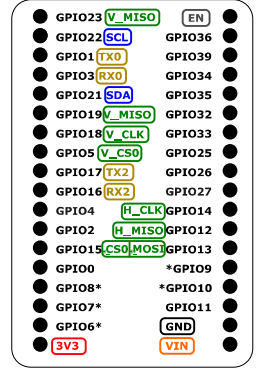 GPIO23 V_MISO EN
GPIO22 SCL GPIO36
GPIO1 TX0 GPIO39
GPIO3 RX0 GPIO34
GPIO21 SDA GPIO35
GPIO19 V_MISO GPIO32
GPIO18 V_CLK GPIO33
GPIO5 V_CS0 GPIO25
GPIO17 TX2 GPIO26
GPIO16 RX2 GPIO27
GPIO4 H_CLK GPIO14
GPIO2 H_MISO GPIO12
GPIO15 _CS0 _MOSI GPIO13
GPIO0 *GPIO9
GPIO8* *GPIO10
GPIO7* GPIO11
GPIO6* GND
3V3 VIN